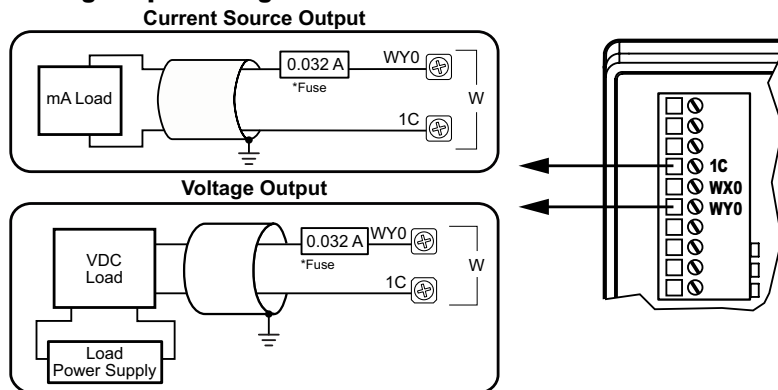 Current Source Output
mA Load
0.032 A
*Fuse
WY0
1C
W
Voltage Output
VDC
Load
Load
Power Supply
0.032 A
*Fuse
WY0
1C
W
1C
WX0
WY0